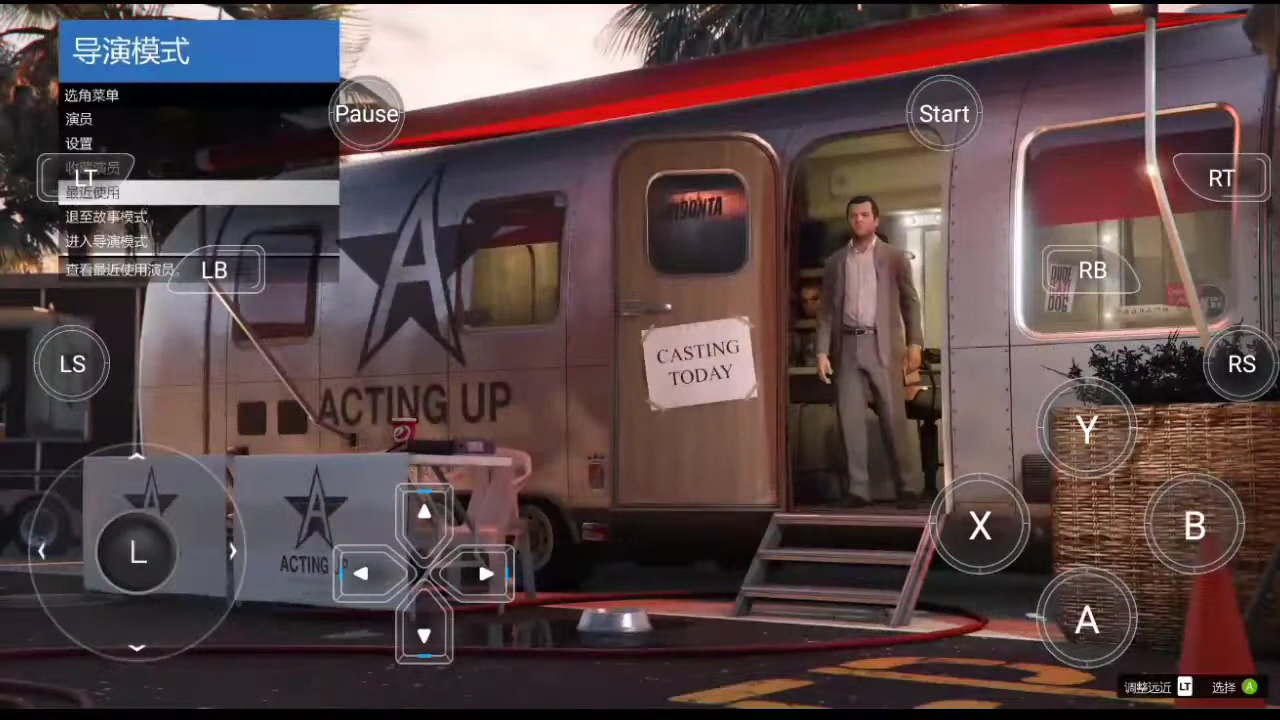 导演模式
选角菜单
演员
设置
收藏演员
最近使用
退至故事模式
进入导演模式
查看最近使用演员。
Pause
Start
LT
RT
LB
RB
LS
RS
A
ACTING UP
CASTING
TODAY
Y
X
B
A
L
A
ACTING UP
调整远近 LT 选择 A